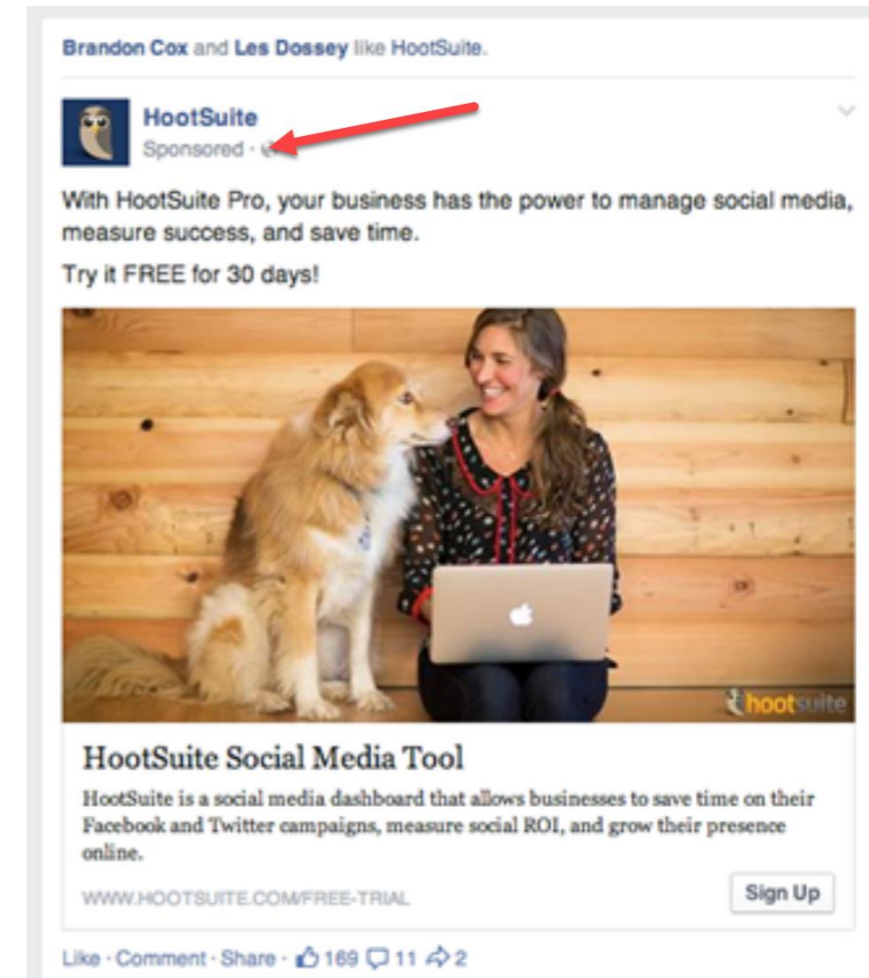 Brandon Cox and Les Dossey like HootSuite.
HootSuite
Sponsored ·
With HootSuite Pro, your business has the power to manage social media,
measure success, and save time.
Try it FREE for 30 days!
hootsuite
HootSuite Social Media Tool
HootSuite is a social media dashboard that allows businesses to save time on their
Facebook and Twitter campaigns, measure social ROI, and grow their presence
online.
WWW.HOOTSUITE.COM/FREE-TRIAL
Sign Up
Like · Comment · Share · 169 11 2